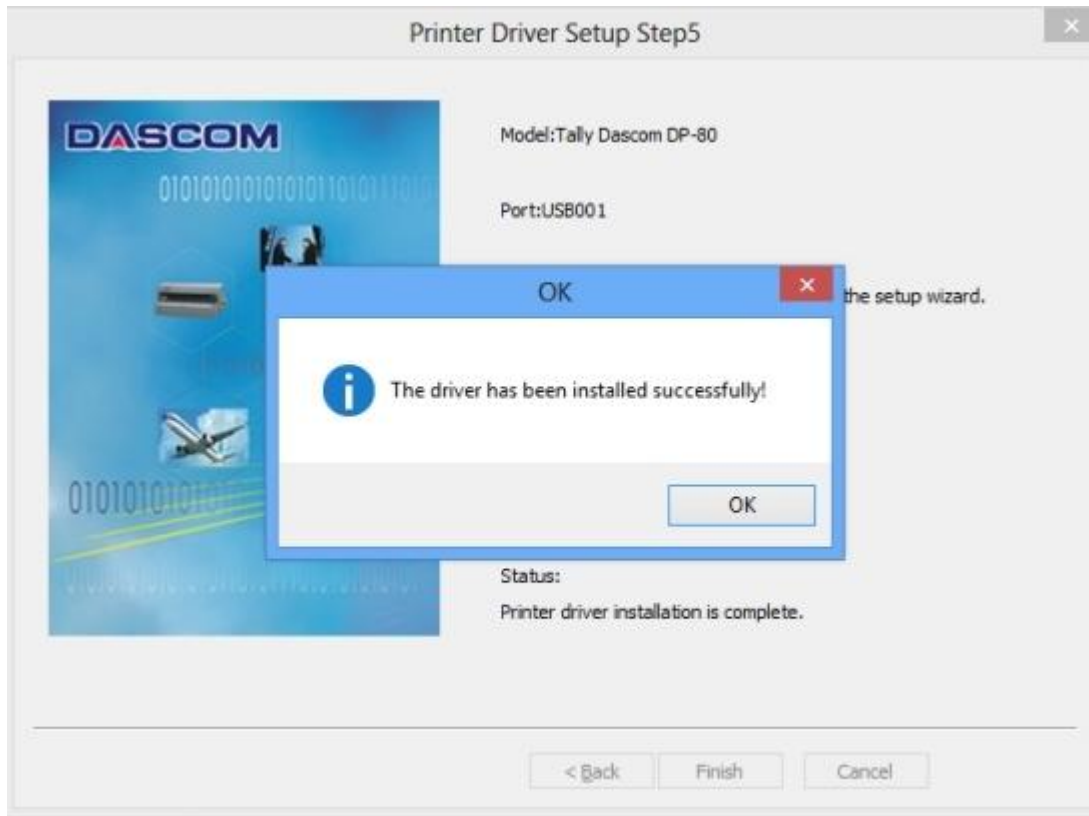 Printer Driver Setup Step5
DASCOM
Model:Tally Dascom DP-80
Port:USB001
the setup wizard.
OK
The driver has been installed successfully!
OK
Status:
Printer driver installation is complete.
< Back
Finish
Cancel